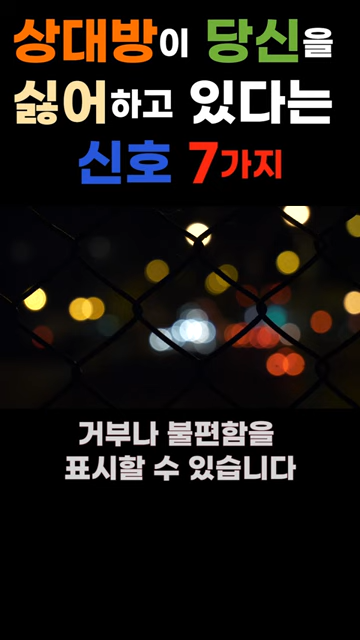 상대방이 당신을
싫어하고 있다는
신호 7가지
거부나 불편함을
표시할 수 있습니다